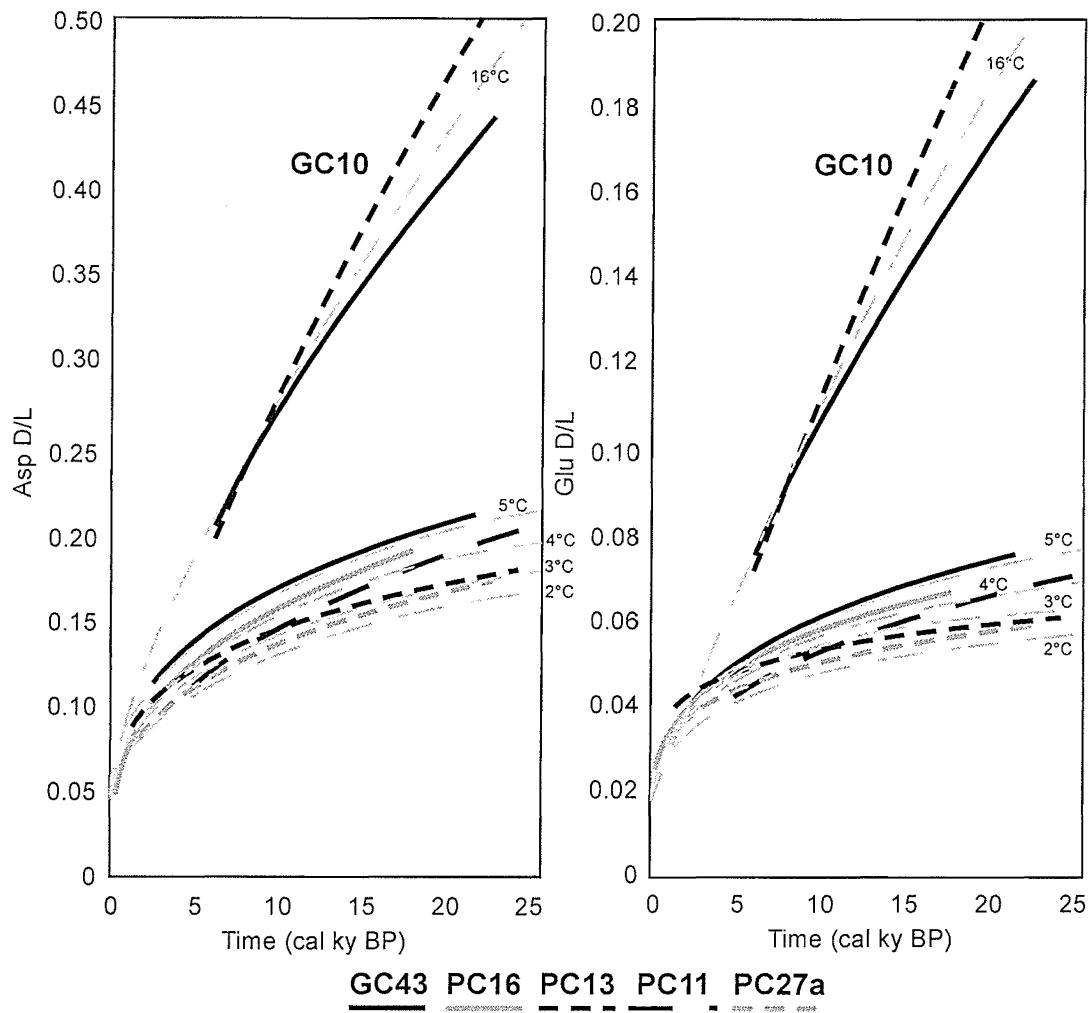 0.50
0.45
0.40
0.35
0.30
0.25
0.20
0.15
0.10
0.05
0
Asp D/L
16°C
GC10
5°C
4°C
3°C
2°C
0 5 10 15 20 25
Time (cal ky BP)
0.20
0.18
0.16
0.14
0.12
0.10
0.08
0.06
0.04
0.02
0
Glu D/L
16°C
GC10
5°C
4°C
3°C
2°C
0 5 10 15 20 25
Time (cal ky BP)
GC43 PC16 PC13 PC11 PC27a